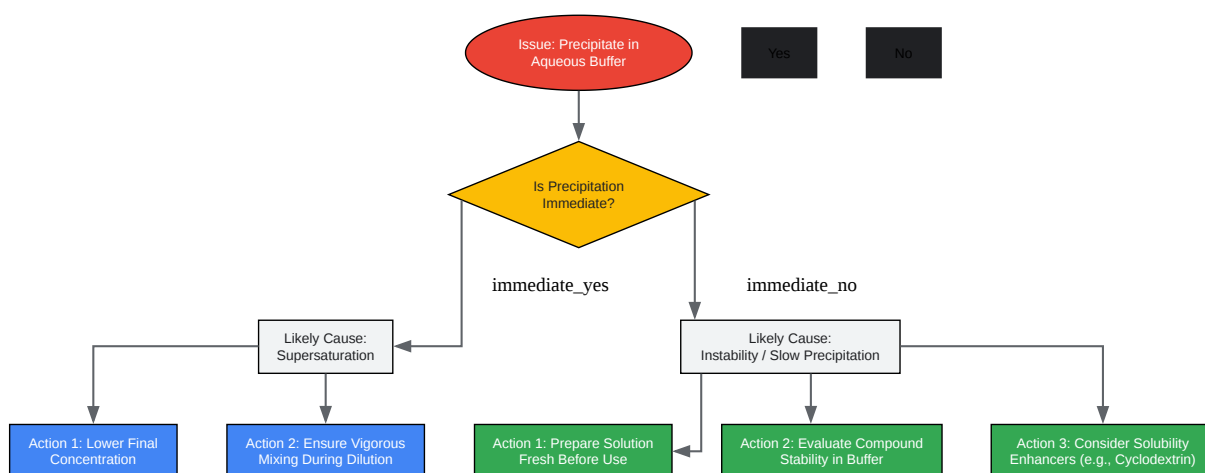 Issue: Precipitate in
Aqueous Buffer
Yes
No
Is Precipitation
Immediate?
immediate_yes
immediate_no
Likely Cause:
Supersaturation
Likely Cause:
Instability / Slow Precipitation
Action 1: Lower Final
Concentration
Action 2: Ensure Vigorous
Mixing During Dilution
Action 1: Prepare Solution
Fresh Before Use
Action 2: Evaluate Compound
Stability in Buffer
Action 3: Consider Solubility
Enhancers (e.g., Cyclodextrin)